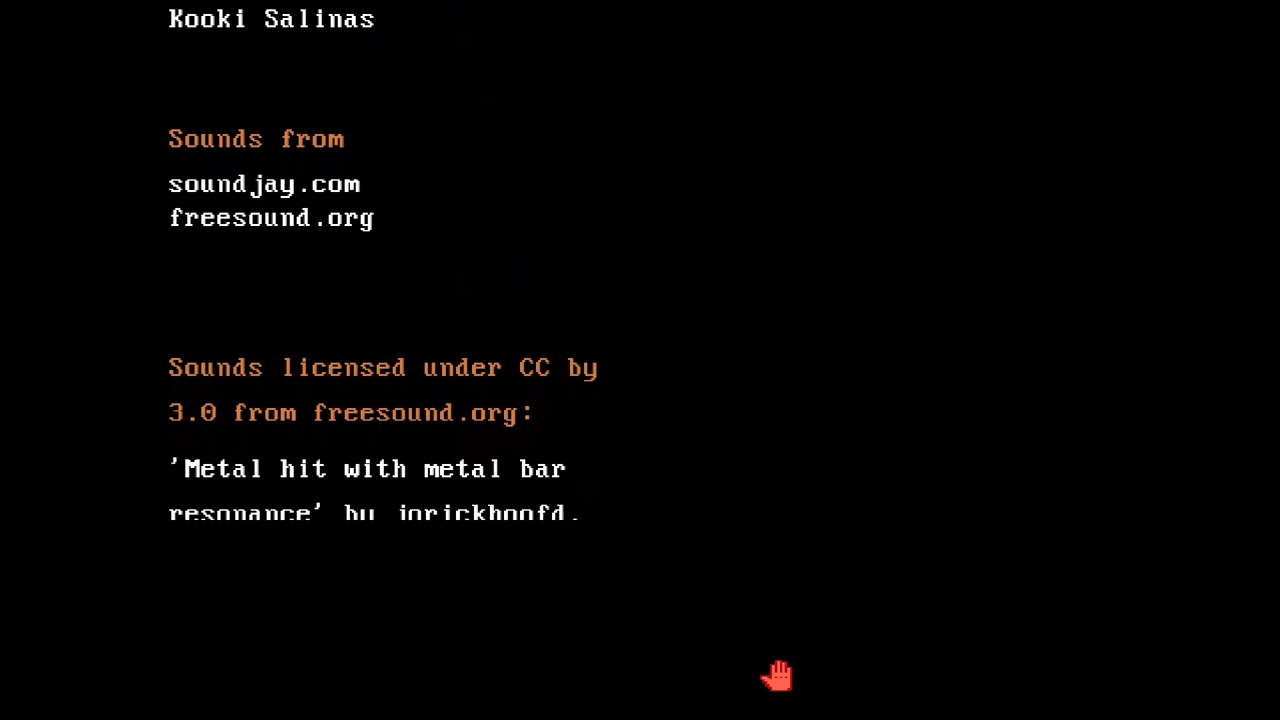 Kooki Salinas
Sounds from
soundjay.com
freesound.org
Sounds licensed under CC by
3.0 from freesound.org:
'Metal hit with metal bar
resonance' by jorickhoofd.